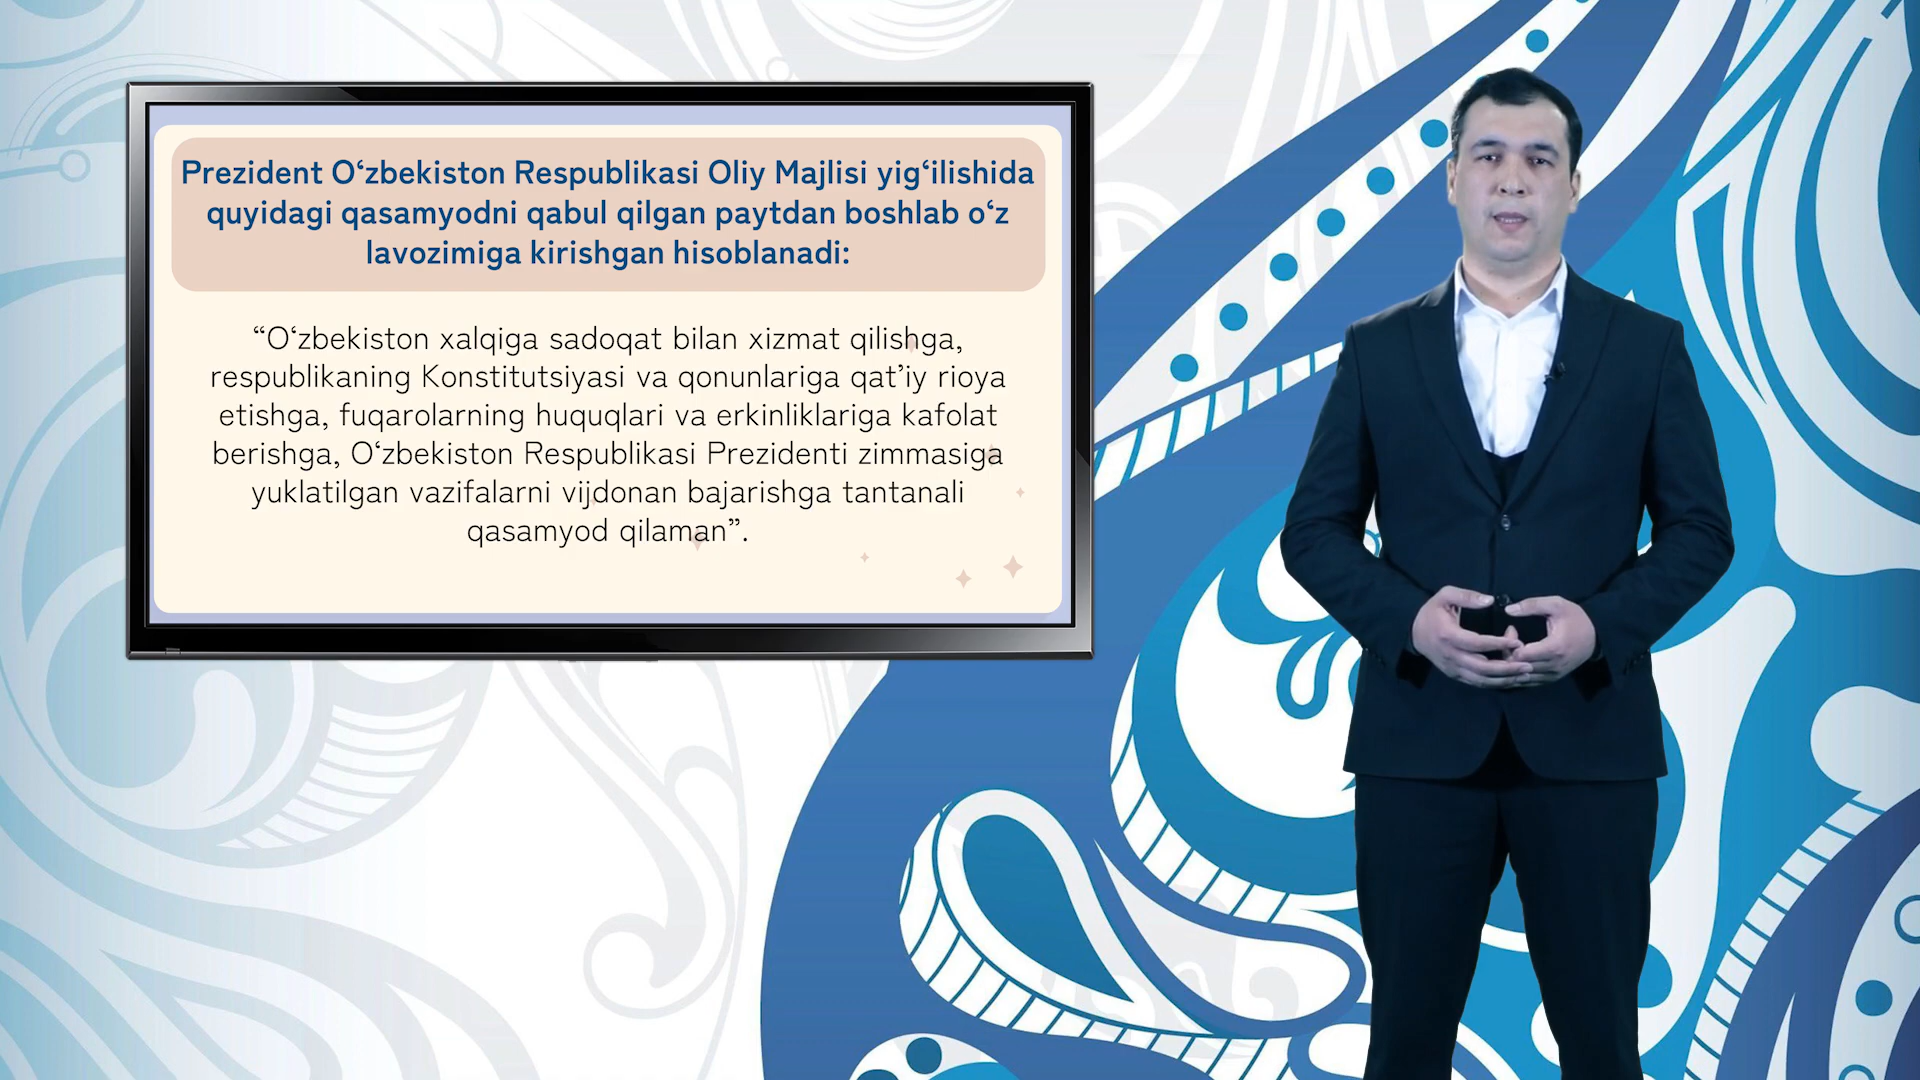 Prezident O‘zbekiston Respublikasi Oliy Majlisi yig‘ilishida
quyidagi qasamyodni qabul qilgan paytdan boshlab o‘z
lavozimiga kirishgan hisoblanadi:
“O‘zbekiston xalqiga sadoqat bilan xizmat qilishga,
respublikaning Konstitutsiyasi va qonunlariga qat’iy rioya
etishga, fuqarolarning huquqlari va erkinliklariga kafolat
berishga, O‘zbekiston Respublikasi Prezidenti zimmasiga
yuklatilgan vazifalarni vijdonan bajarishga tantanali
qasamyod qilaman”.